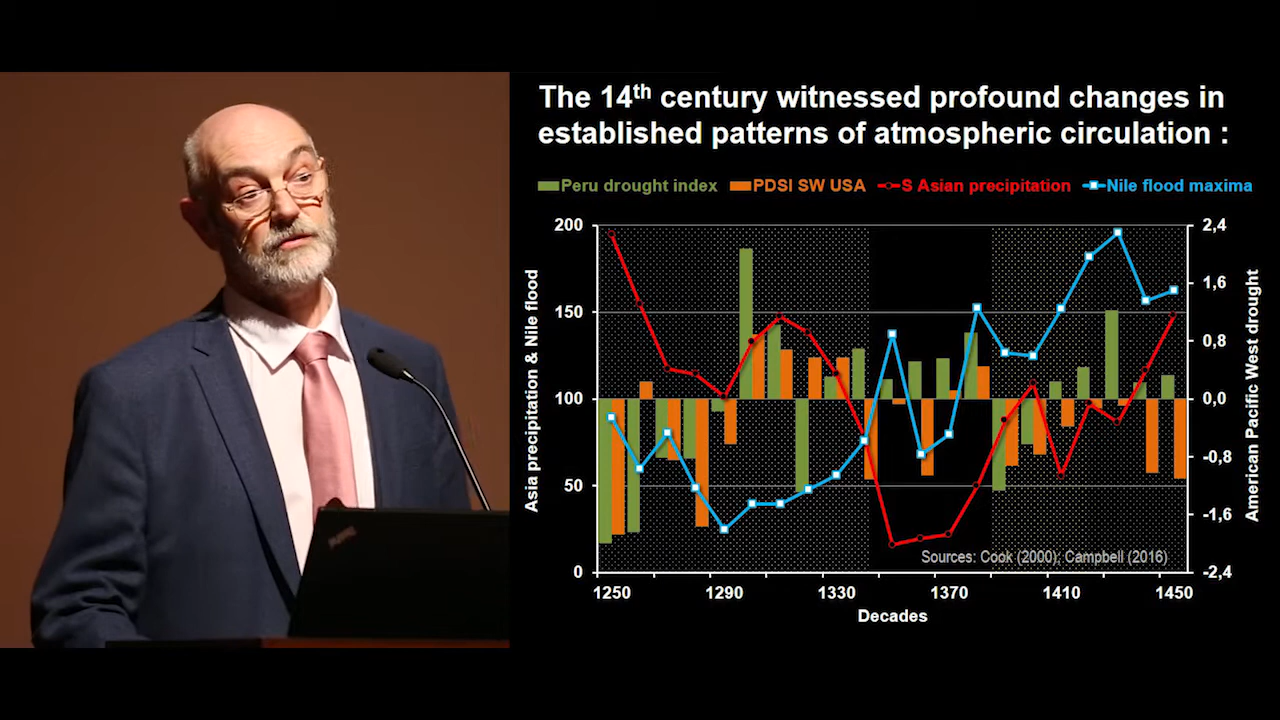 The 14th century witnessed profound changes in
established patterns of atmospheric circulation :
Peru drought index PDSI SW USA S Asian precipitation Nile flood maxima
Asia precipitation & Nile flood
200
150
100
50
0
2,4
1,6
0,8
0,0
-0,8
-1,6
-2,4
American Pacific West drought
Sources: Cook (2000); Campbell (2016)
1250 1290 1330 1370 1410 1450
Decades